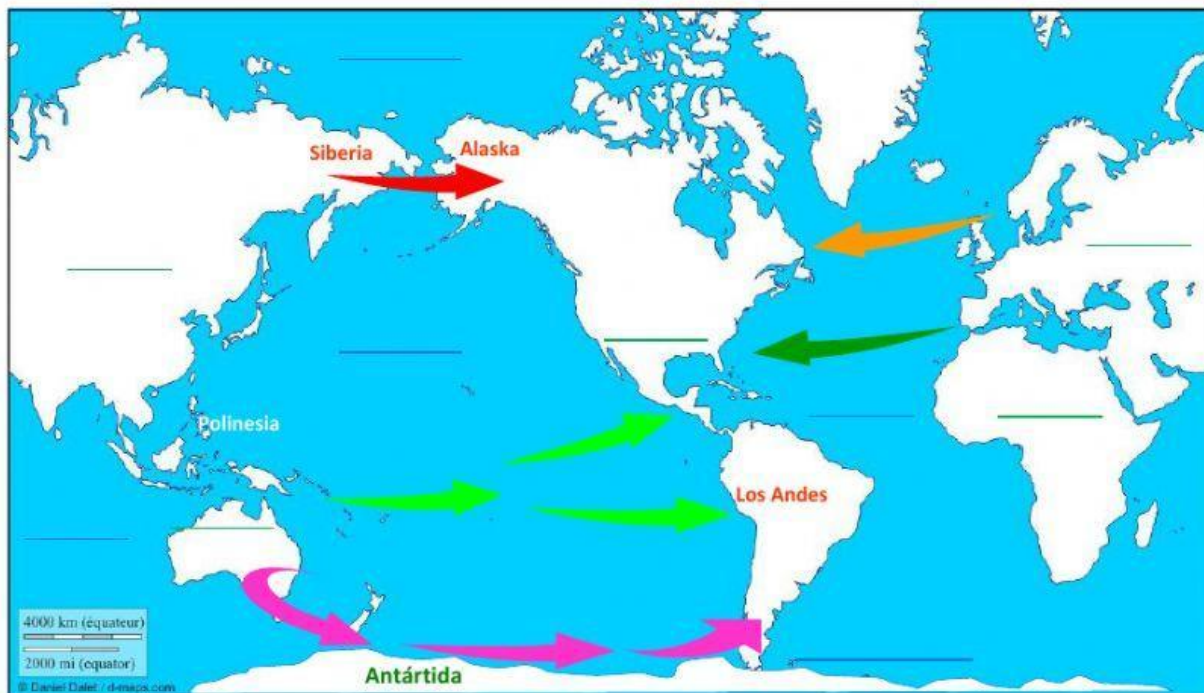 Siberia
Alaska
Polinesia
Los Andes
4000 km (équateur)
2000 mi (equator)
Antártida
© Daniel Dalet / d-maps.com